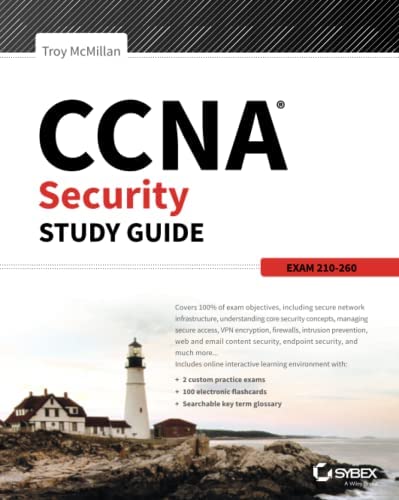 Troy McMillan
CCNA®
Security
STUDY GUIDE
EXAM 210-260
Covers 100% of exam objectives, including secure network
infrastructure, understanding core security concepts, managing
secure access, VPN encryption, firewalls, intrusion prevention,
web and email content security, endpoint security, and
much more...
Includes online interactive learning environment with:
+ 2 custom practice exams
+ 100 electronic flashcards
+ Searchable key term glossary
SYBEX
A Wiley Brand